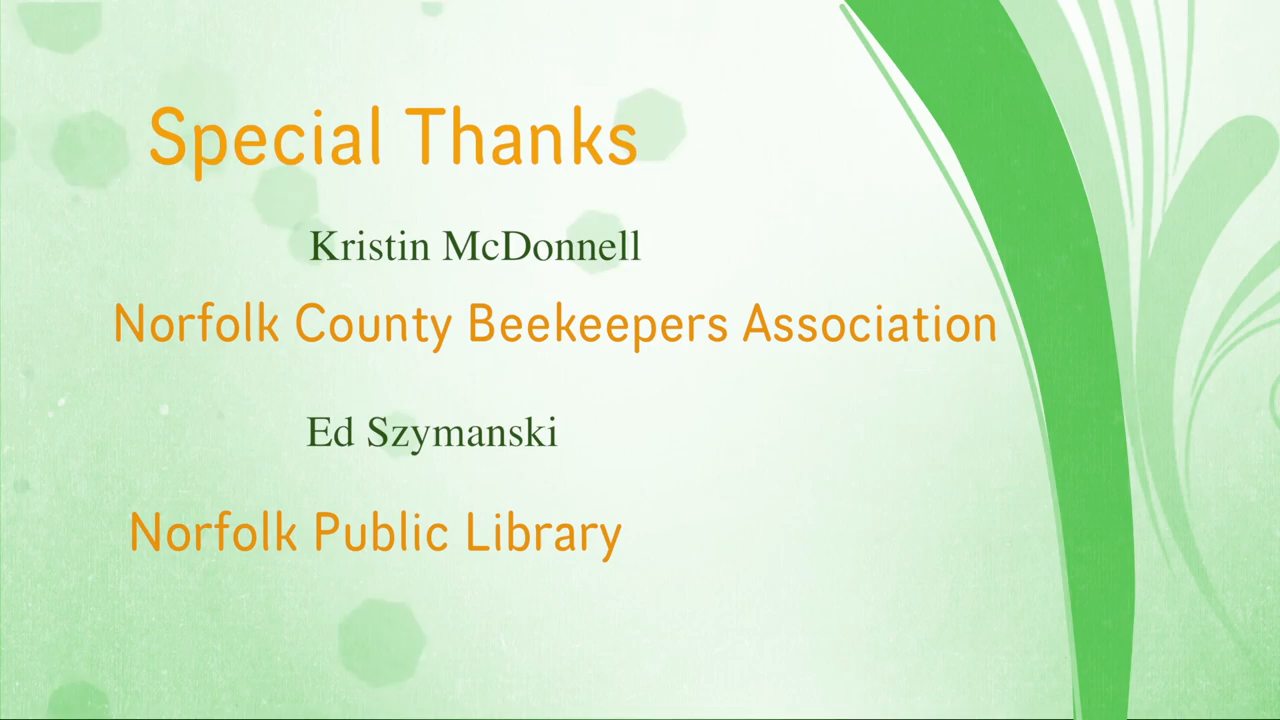 Special Thanks
Kristin McDonnell
Norfolk County Beekeepers Association
Ed Szymanski
Norfolk Public Library